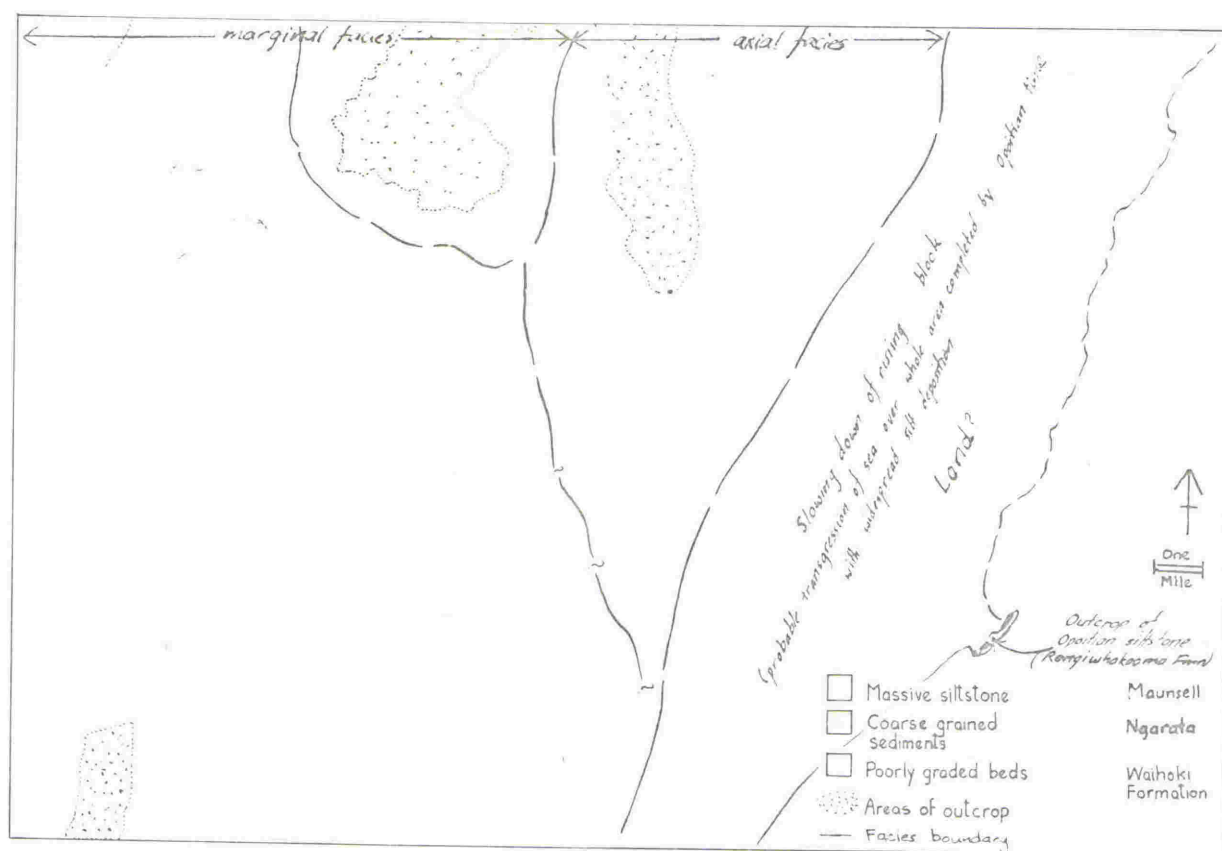 marginal facies
axial facies
Slowing down of rising block
(probable transgression of sea over whole area completed by Opoitian time
with widespread silt deposition
Land?
One
Mile
Outcrop of
Opoitian siltstone
Massive siltstone
Maunsell
Coarse grained
sediments
Ngarata
Poorly graded beds
Waihoki
Formation
Areas of outcrop
Facies boundary